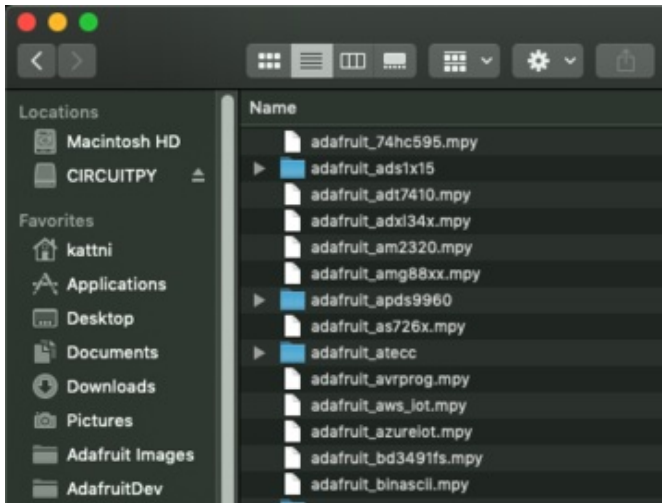 Locations
Macintosh HD
CIRCUITPY
Favorites
kattni
Applications
Desktop
Documents
Downloads
Pictures
Adafruit Images
AdafruitDev
Name
adafruit_74hc595.mpy
adafruit_ads1x15
adafruit_adt7410.mpy
adafruit_adxl34x.mpy
adafruit_am2320.mpy
adafruit_amg88xx.mpy
adafruit_apds9960
adafruit_as726x.mpy
adafruit_atecc
adafruit_avrprog.mpy
adafruit_aws_iot.mpy
adafruit_azureiot.mpy
adafruit_bd3491fs.mpy
adafruit_binascii.mpy